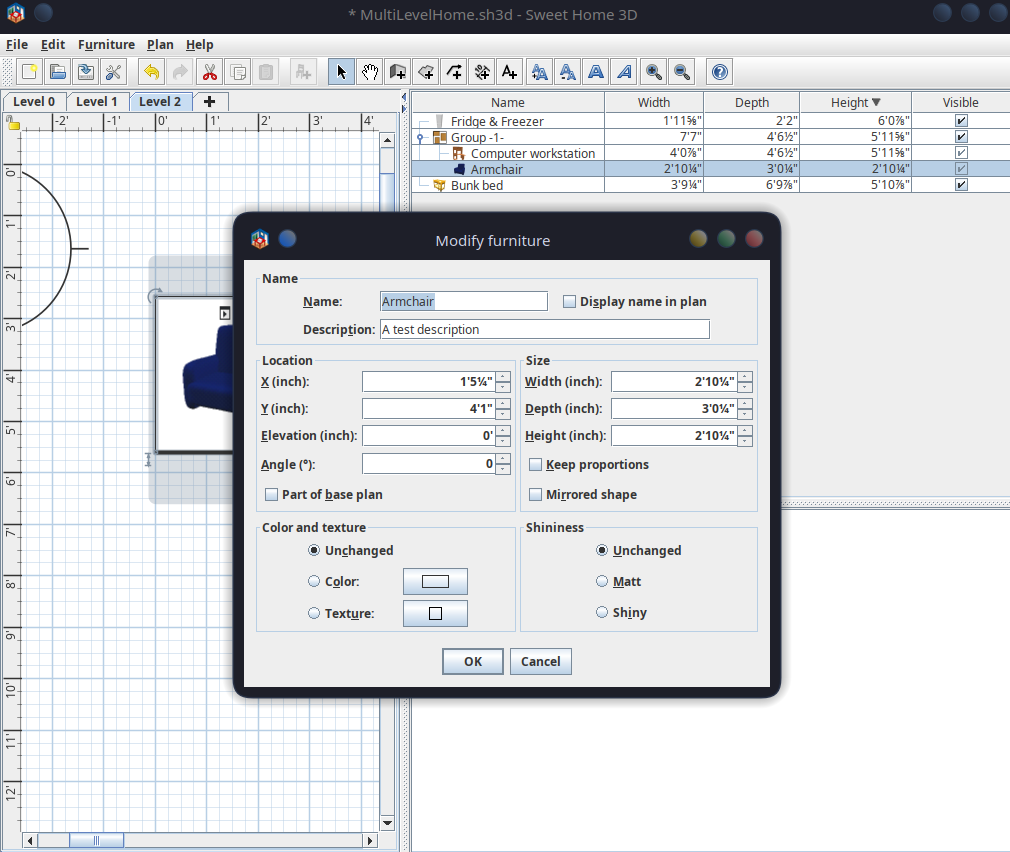 * MultiLevelHome.sh3d - Sweet Home 3D
File Edit Furniture Plan Help
Level 0 Level 1 Level 2
Name Width Depth Height Visible
Fridge & Freezer 1'11⅝" 2'2" 6'0⅞"
Group -1- 7'7" 4'6½" 5'11⅝"
Computer workstation 4'0⅞" 4'6½" 5'11⅝"
Armchair 2'10¼" 3'0¼" 2'10¼"
Bunk bed 3'9¼" 6'9⅞" 5'10⅞"
-2' -1' 0' 1' 2' 3' 4'
0'
1'
2'
3'
4'
5'
6'
7'
8'
9'
10'
11'
12'
Modify furniture
Name
Name: Armchair Display name in plan
Description: A test description
Location
X (inch): 1'5¼"
Y (inch): 4'1"
Elevation (inch): 0'
Angle (°): 0
Part of base plan
Size
Width (inch): 2'10¼"
Depth (inch): 3'0¼"
Height (inch): 2'10¼"
Keep proportions
Mirrored shape
Color and texture
Unchanged
Color:
Texture:
Shininess
Unchanged
Matt
Shiny
OK Cancel